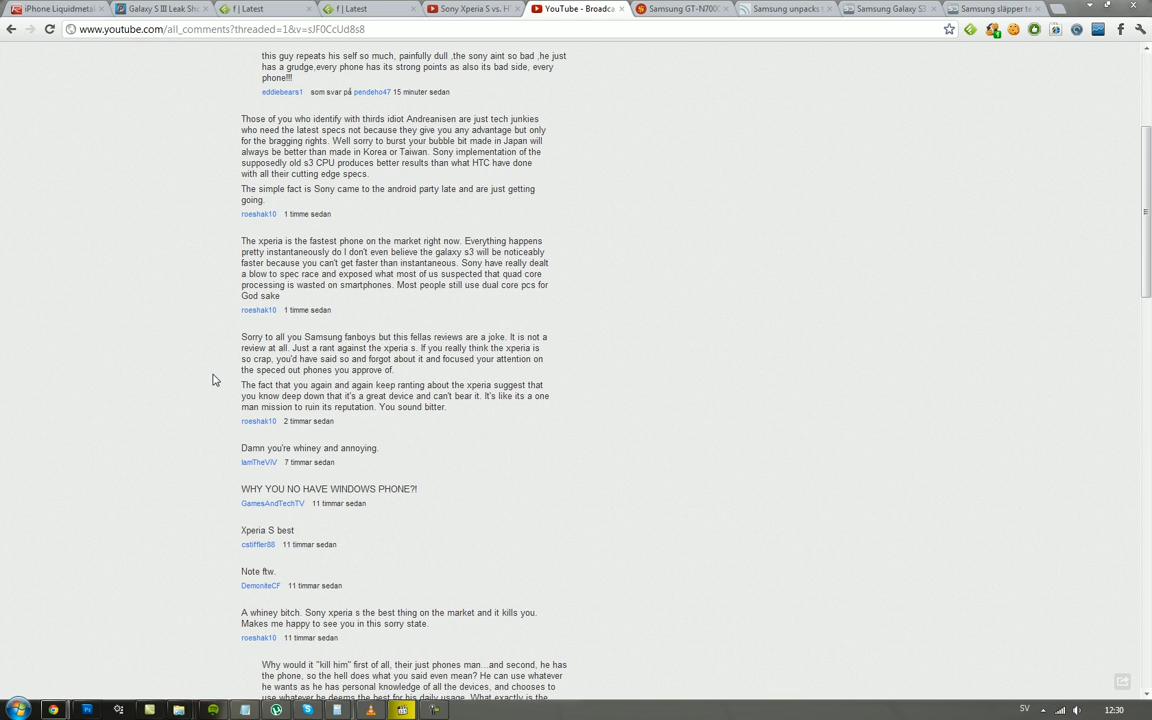 iPhone Liquidmetal
Galaxy S III Leak Sho
f | Latest
f | Latest
Sony Xperia S vs. HT
YouTube - Broadca
Samsung GT-N700
Samsung unpacks
Samsung Galaxy S3
Samsung släpper te
www.youtube.com/all_comments?threaded=1&v=sJF0CcUd8s8
this guy repeats his self so much, painfully dull ,the sony aint so bad ,he just
has a grudge,every phone has its strong points as also its bad side, every
phone!!!
eddiebears1 som svar på pendeho47 15 minuter sedan
Those of you who identify with thirds idiot Andreanisen are just tech junkies
who need the latest specs not because they give you any advantage but only
for the bragging rights. Well sorry to burst your bubble bit made in Japan will
always be better than made in Korea or Taiwan. Sony implementation of the
supposedly old s3 CPU produces better results than what HTC have done
with all their cutting edge specs.
The simple fact is Sony came to the android party late and are just getting
going.
roeshak10 1 timme sedan
The xperia is the fastest phone on the market right now. Everything happens
pretty instantaneously do I don't even believe the galaxy s3 will be noticeably
faster because you can't get faster than instantaneous. Sony have really dealt
a blow to spec race and exposed what most of us suspected that quad core
processing is wasted on smartphones. Most people still use dual core pcs for
God sake
roeshak10 1 timme sedan
Sorry to all you Samsung fanboys but this fellas reviews are a joke. It is not a
review at all. Just a rant against the xperia s. If you really think the xperia is
so crap, you'd have said so and forgot about it and focused your attention on
the speced out phones you approve of.
The fact that you again and again keep ranting about the xperia suggest that
you know deep down that it's a great device and can't bear it. It's like its a one
man mission to ruin its reputation. You sound bitter.
roeshak10 2 timmar sedan
Damn you're whiney and annoying.
IamTheViV 7 timmar sedan
WHY YOU NO HAVE WINDOWS PHONE?!
GamesAndTechTV 11 timmar sedan
Xperia S best
cstiffler88 11 timmar sedan
Note ftw.
DemoniteCF 11 timmar sedan
A whiney bitch. Sony xperia s the best thing on the market and it kills you.
Makes me happy to see you in this sorry state.
roeshak10 11 timmar sedan
Why would it "kill him" first of all, their just phones man...and second, he has
the phone, so the hell does what you said even mean? He can use whatever
he wants as he has personal knowledge of all the devices, and chooses to
use whatever he deems the best for his daily usage. What exactly is the
SV
12:30